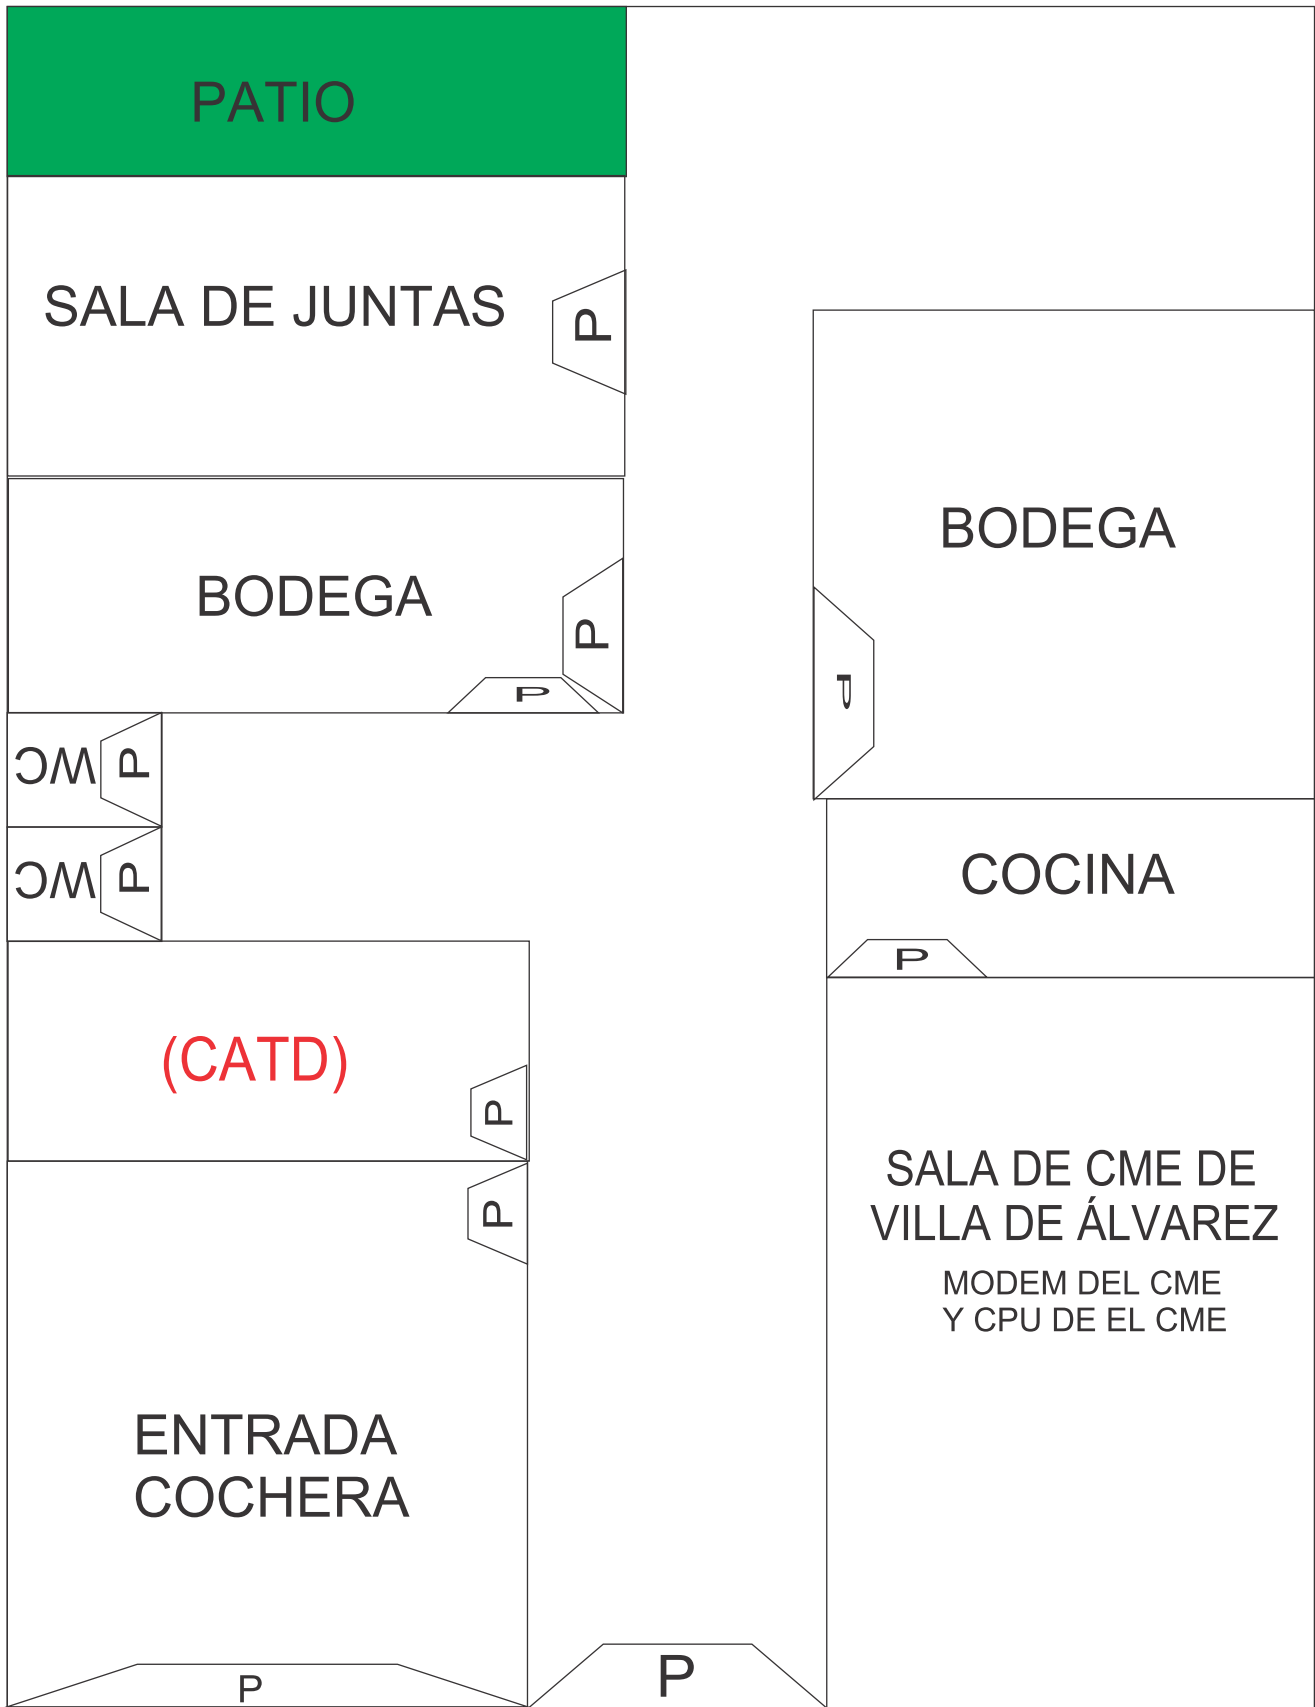 PATIO
SALA DE JUNTAS
P
BODEGA
P
P
BODEGA
P
WC
P
WC
P
COCINA
P
(CATD)
P
P
SALA DE CME DE
VILLA DE ÁLVAREZ
MODEM DEL CME
Y CPU DE EL CME
ENTRADA
COCHERA
P
P